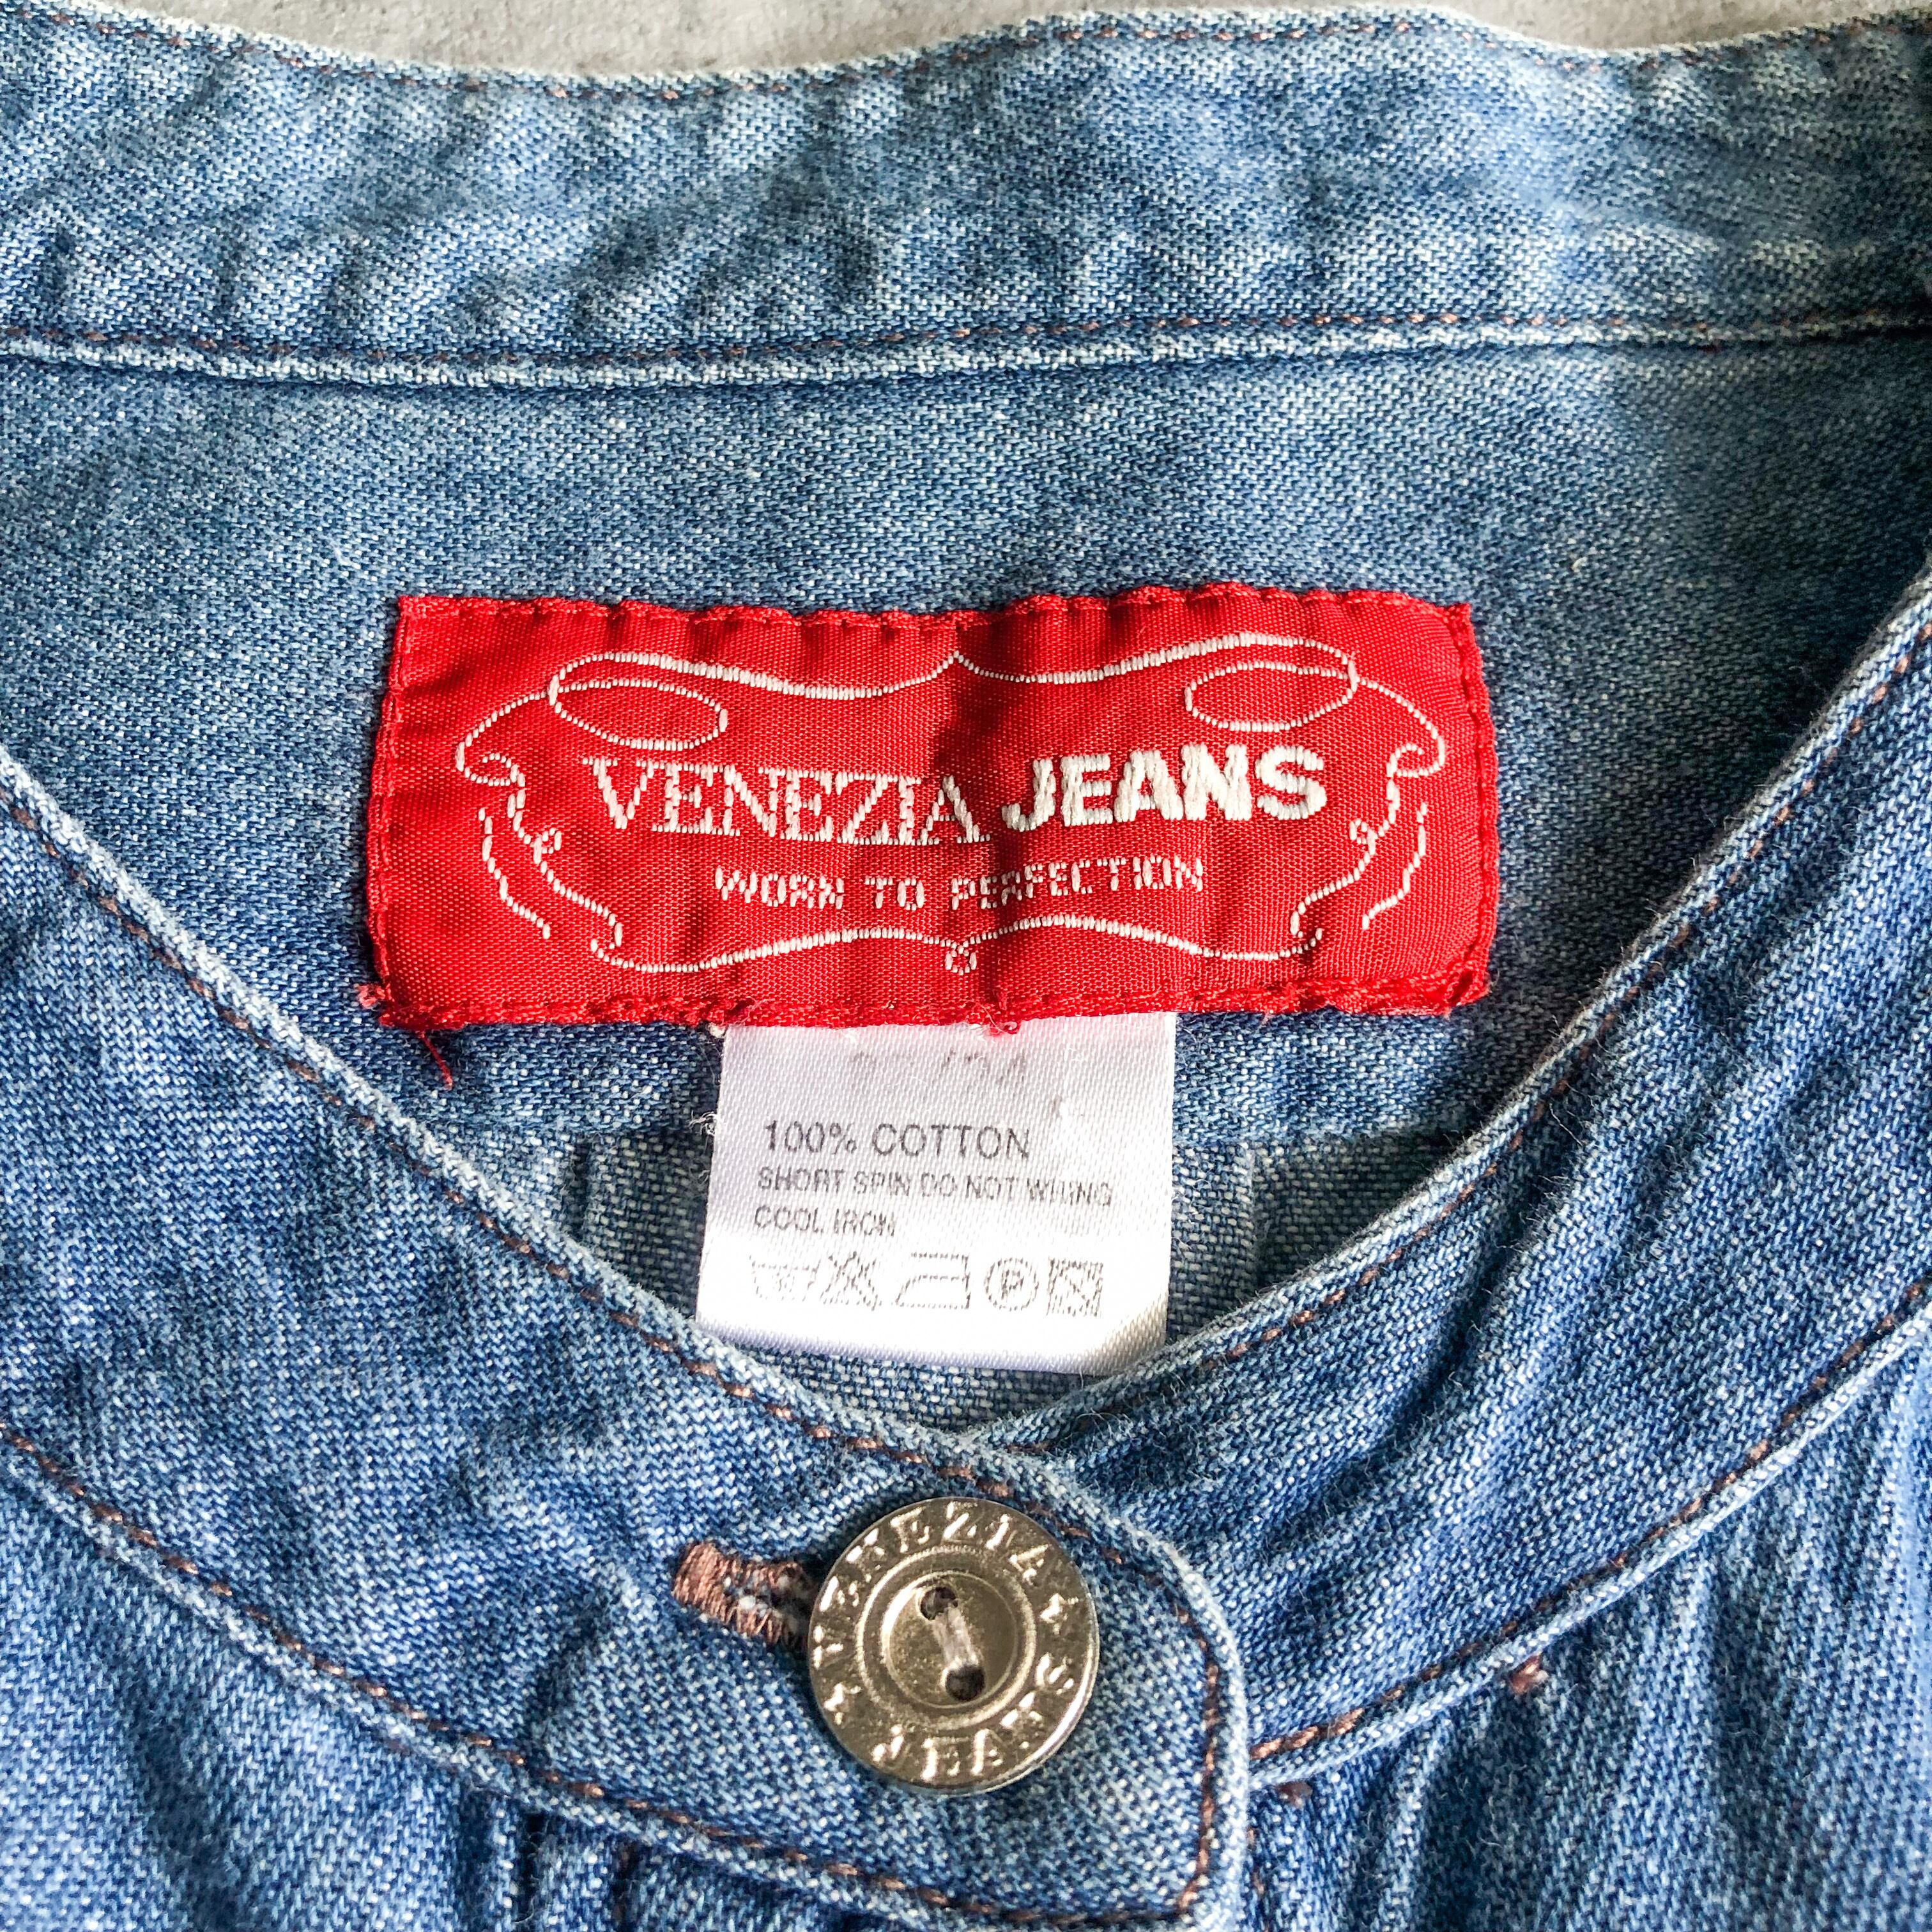 VENEZIA JEANS
WORN TO PERFECTION
100% COTTON
SHORT SPIN DO NOT WRING
COOL IRON
P
VENEZIA
JEANS